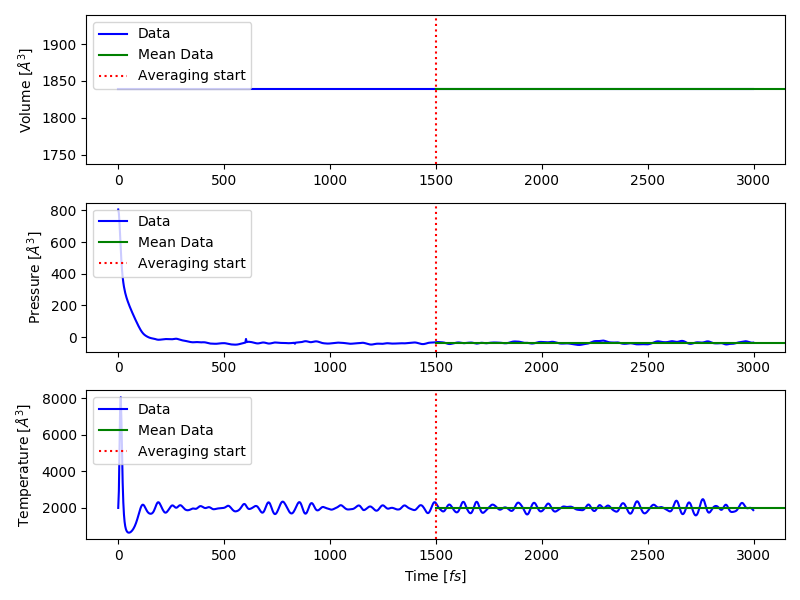 Volume [Å³]
1900
1850
1800
1750
Data
Mean Data
Averaging start
0 500 1000 1500 2000 2500 3000
Pressure [Å³]
800
600
400
200
0
Data
Mean Data
Averaging start
0 500 1000 1500 2000 2500 3000
Temperature [Å³]
8000
6000
4000
2000
Data
Mean Data
Averaging start
0 500 1000 1500 2000 2500 3000
Time [fs]